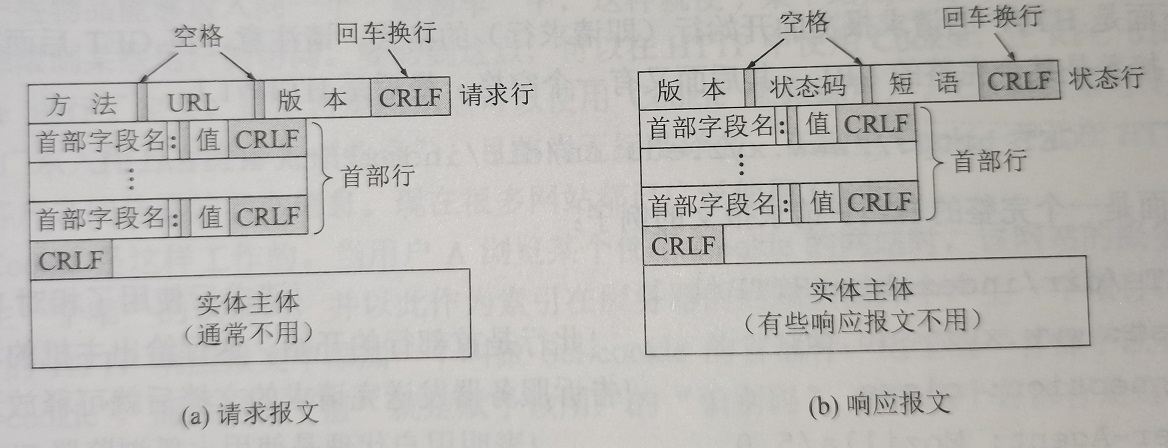 空格 回车换行
方 法 URL 版 本 CRLF 请求行
首部字段名: 值 CRLF
⋮ 首部行
首部字段名: 值 CRLF
CRLF
实体主体
（通常不用）
(a) 请求报文
空格 回车换行
版 本 状态码 短 语 CRLF 状态行
首部字段名: 值 CRLF
⋮ 首部行
首部字段名: 值 CRLF
CRLF
实体主体
（有些响应报文不用）
(b) 响应报文